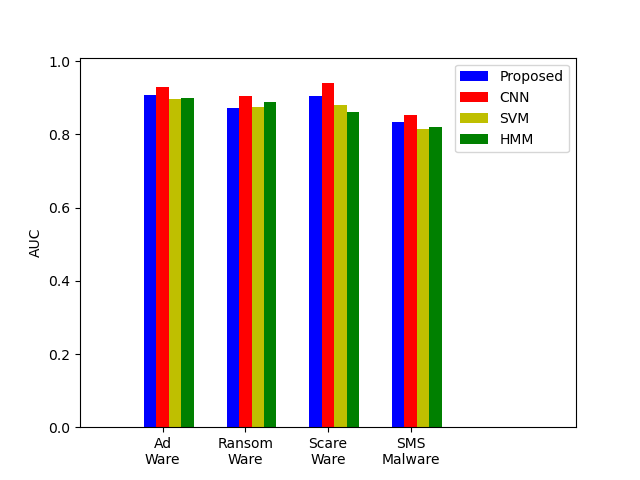 1.0
0.8
0.6
0.4
0.2
0.0
AUC
Proposed
CNN
SVM
HMM
Ad
Ware
Ransom
Ware
Scare
Ware
SMS
Malware